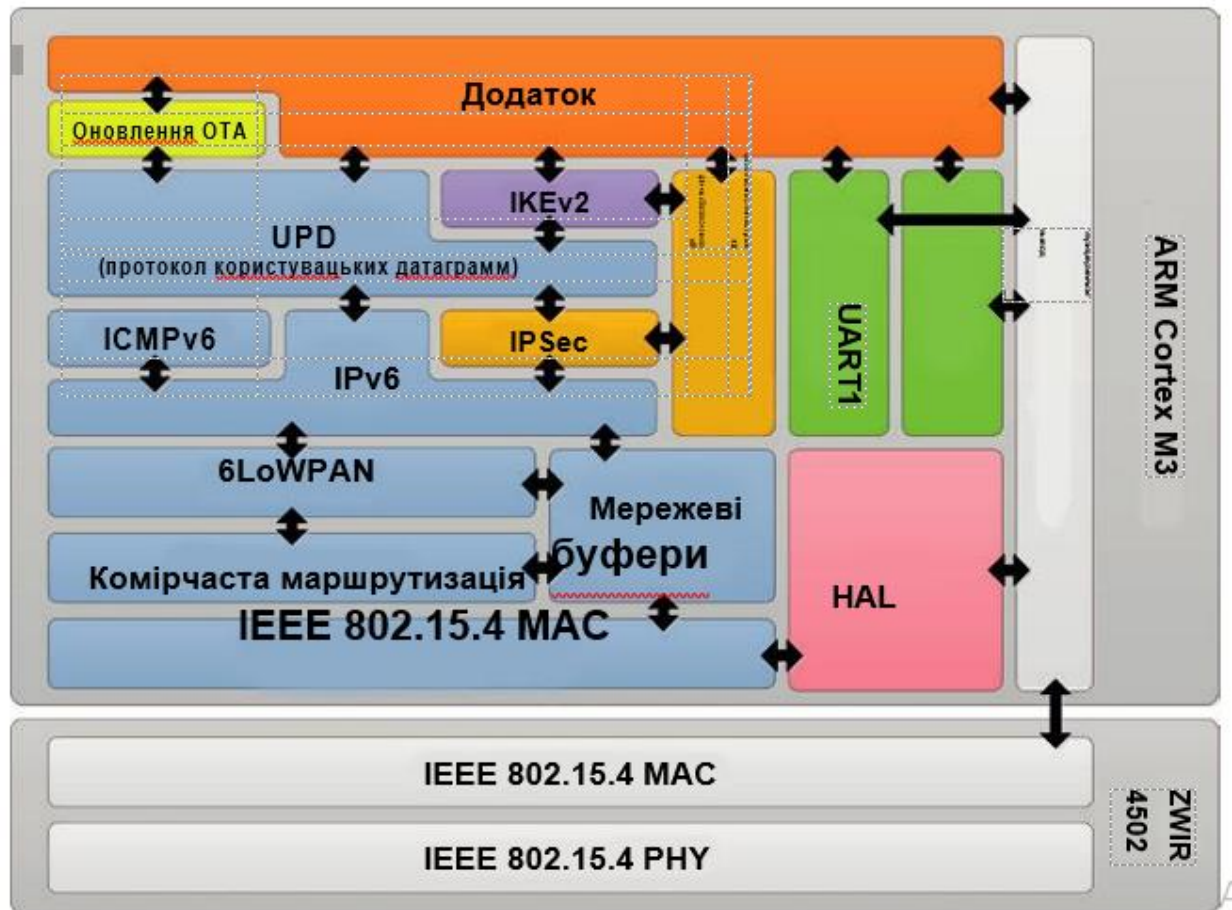 Додаток
Оновлення ОТА
IKEv2
UPD
(протокол користувацьких датаграмм)
ICMPv6
IPSec
IPv6
UART1
6LoWPAN
Мережеві
буфери
Комірчаста маршрутизація
HAL
IEEE 802.15.4 MAC
ARM Cortex M3
IEEE 802.15.4 MAC
IEEE 802.15.4 PHY
ZWIR
4502